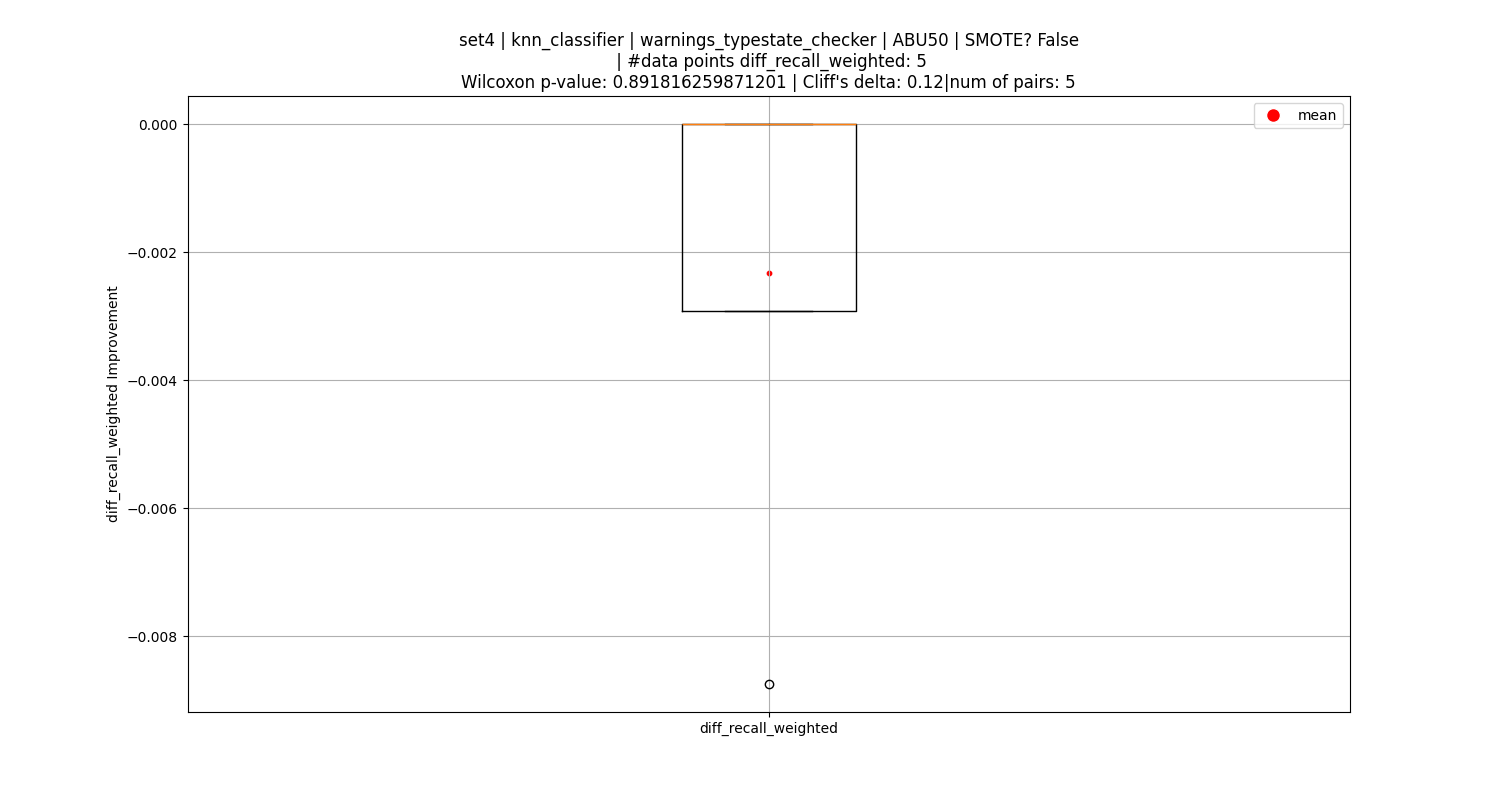 set4 | knn_classifier | warnings_typestate_checker | ABU50 | SMOTE? False
| #data points diff_recall_weighted: 5
Wilcoxon p-value: 0.891816259871201 | Cliff's delta: 0.12|num of pairs: 5
mean
0.000
−0.002
−0.004
−0.006
−0.008
diff_recall_weighted Improvement
diff_recall_weighted